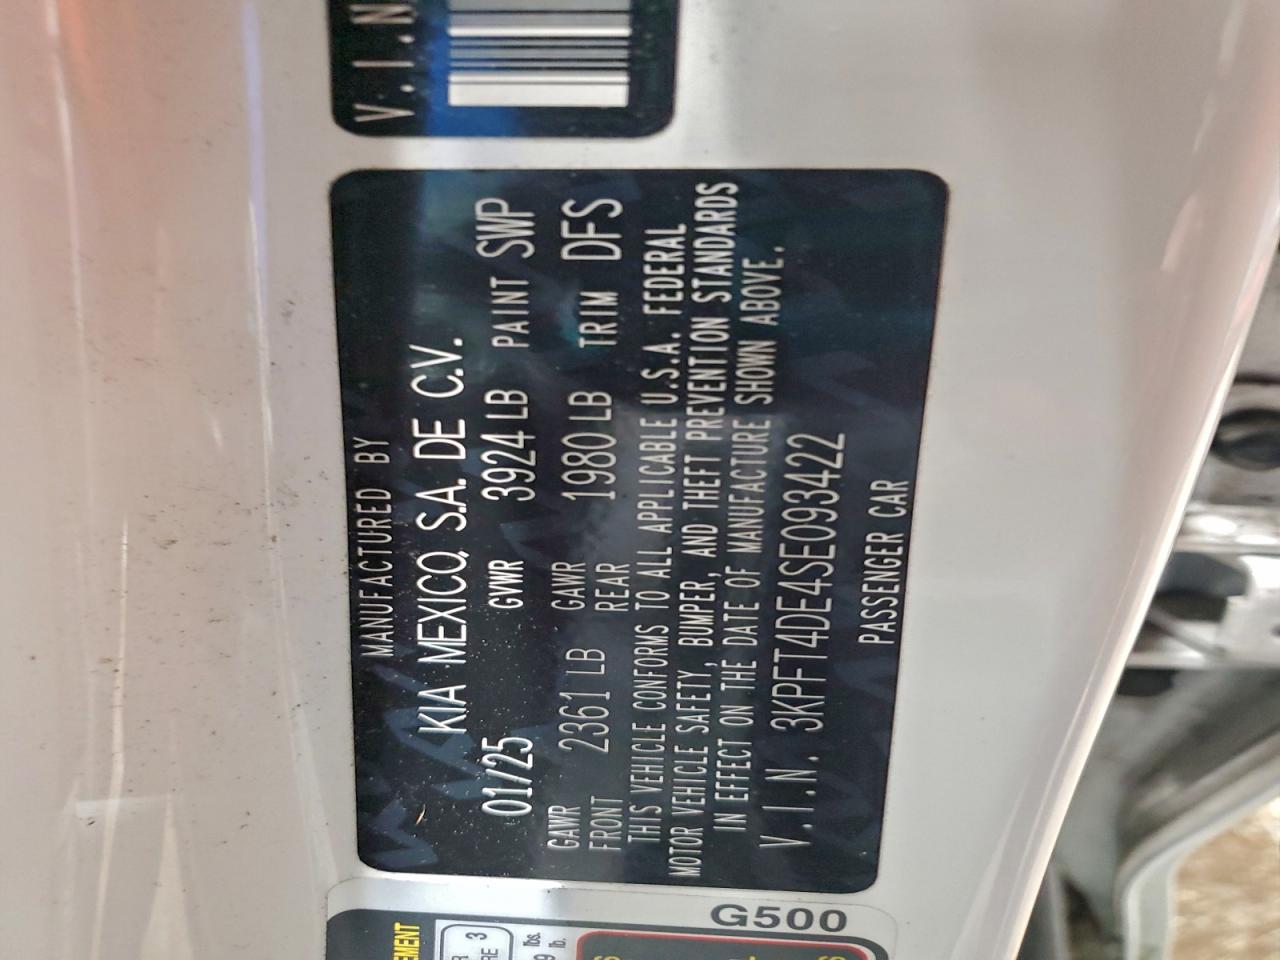 V.I.N
MANUFACTURED BY
KIA MEXICO, S.A. DE C.V.
01/25 GVWR 3924 LB PAINT SWP
GAWR FRONT 2361 LB GAWR REAR 1980 LB TRIM DFS
THIS VEHICLE CONFORMS TO ALL APPLICABLE U.S.A. FEDERAL
MOTOR VEHICLE SAFETY, BUMPER, AND THEFT PREVENTION STANDARDS
IN EFFECT ON THE DATE OF MANUFACTURE SHOWN ABOVE.
V.I.N. 3KPFT4DE4SE093422
PASSENGER CAR
G500